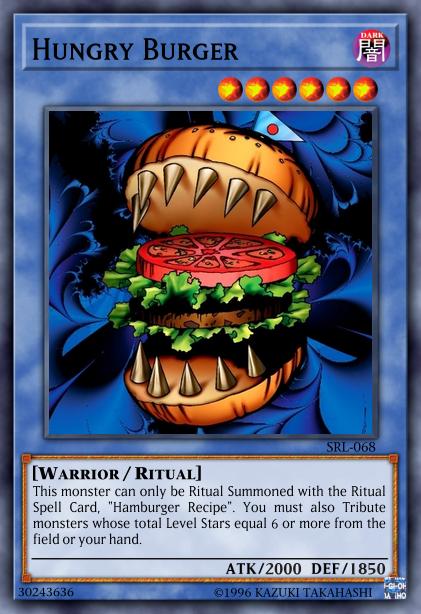 Hungry Burger
DARK
闇
SRL-068
[Warrior / Ritual]
This monster can only be Ritual Summoned with the Ritual
Spell Card, "Hamburger Recipe". You must also Tribute
monsters whose total Level Stars equal 6 or more from the
field or your hand.
ATK/2000 DEF/1850
30243636
©1996 KAZUKI TAKAHASHI